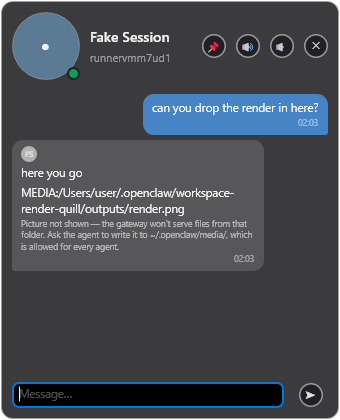 Fake Session
runnervmm7ud1
can you drop the render in here?
02:03
FS
here you go
MEDIA:/Users/user/.openclaw/workspace-
render-quill/outputs/render.png
Picture not shown — the gateway won't serve files from that
folder. Ask the agent to write it to ~/.openclaw/media/, which
is allowed for every agent.
02:03
Message...